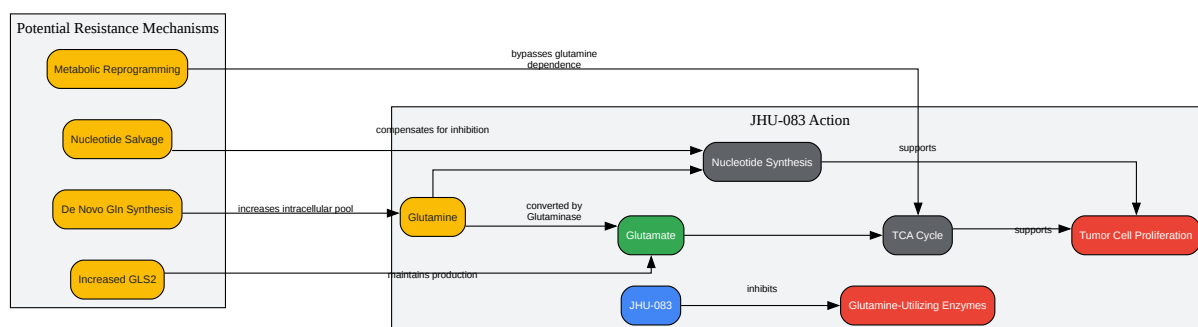 Potential Resistance Mechanisms
Metabolic Reprogramming
bypasses glutamine
dependence
JHU-083 Action
Nucleotide Salvage
compensates for inhibition
Nucleotide Synthesis
supports
De Novo Gln Synthesis
increases intracellular pool
Glutamine
converted by
Glutaminase
Glutamate
TCA Cycle
supports
Tumor Cell Proliferation
Increased GLS2
maintains production
JHU-083
inhibits
Glutamine-Utilizing Enzymes